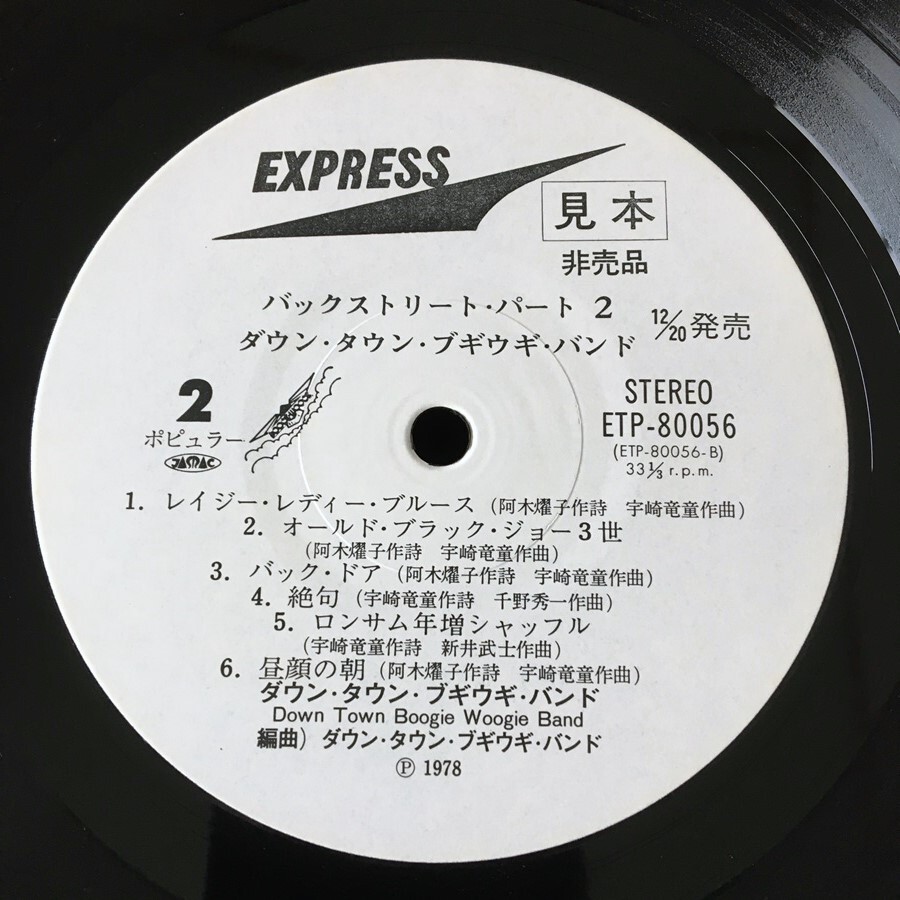 EXPRESS
見本
非売品
バックストリート・パート 2
ダウン・タウン・ブギウギ・バンド
12/20発売
2
ポピュラー
JASRAC
STEREO
ETP-80056
(ETP-80056-B)
33 1/3 r.p.m.
1. レイジー・レディー・ブルース (阿木燿子作詩 宇崎竜童作曲)
2. オールド・ブラック・ジョー3世
(阿木燿子作詩 宇崎竜童作曲)
3. バック・ドア (阿木燿子作詩 宇崎竜童作曲)
4. 絶句 (宇崎竜童作詩 千野秀一作曲)
5. ロンサム年増シャッフル
(宇崎竜童作詩 新井武士作曲)
6. 昼顔の朝 (阿木燿子作詩 宇崎竜童作曲)
ダウン・タウン・ブギウギ・バンド
Down Town Boogie Woogie Band
編曲) ダウン・タウン・ブギウギ・バンド
Ⓟ 1978